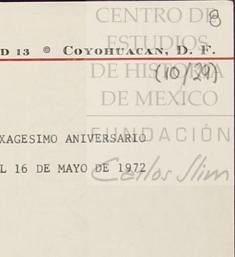 8
CENTRO DE
ESTUDIOS
D 13 ® COYOHUACAN, D. F.
DE HISTORIA
(10/29)
DE MEXICO
XAGESIMO ANIVERSARIO
FUNDACIÓN
L 16 DE MAYO DE 1972
Carlos Slim